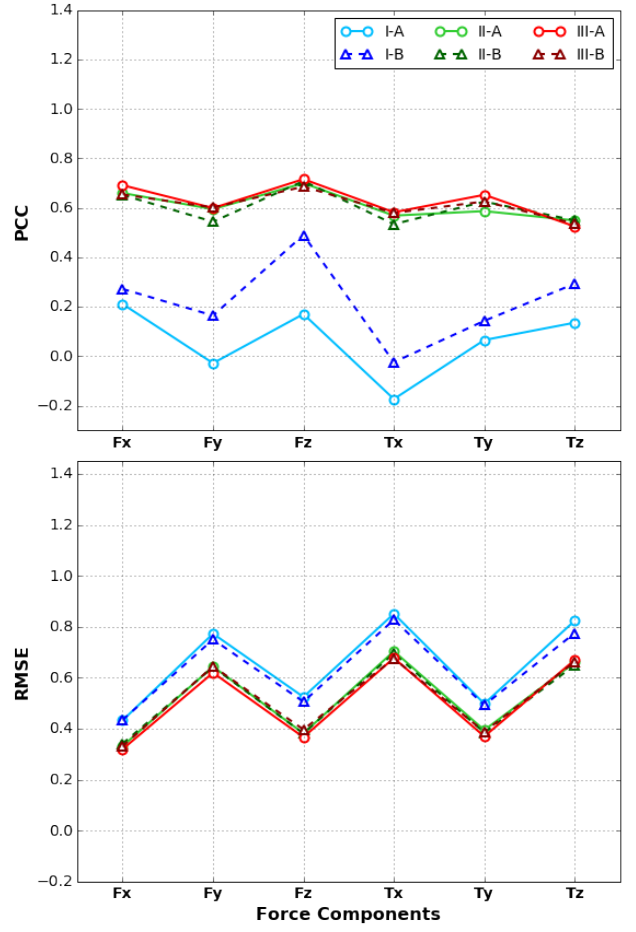 1.4
1.2
1.0
0.8
0.6
0.4
0.2
0.0
−0.2
PCC
I-A II-A III-A
I-B II-B III-B
Fx Fy Fz Tx Ty Tz
1.4
1.2
1.0
0.8
0.6
0.4
0.2
0.0
−0.2
RMSE
Fx Fy Fz Tx Ty Tz
Force Components